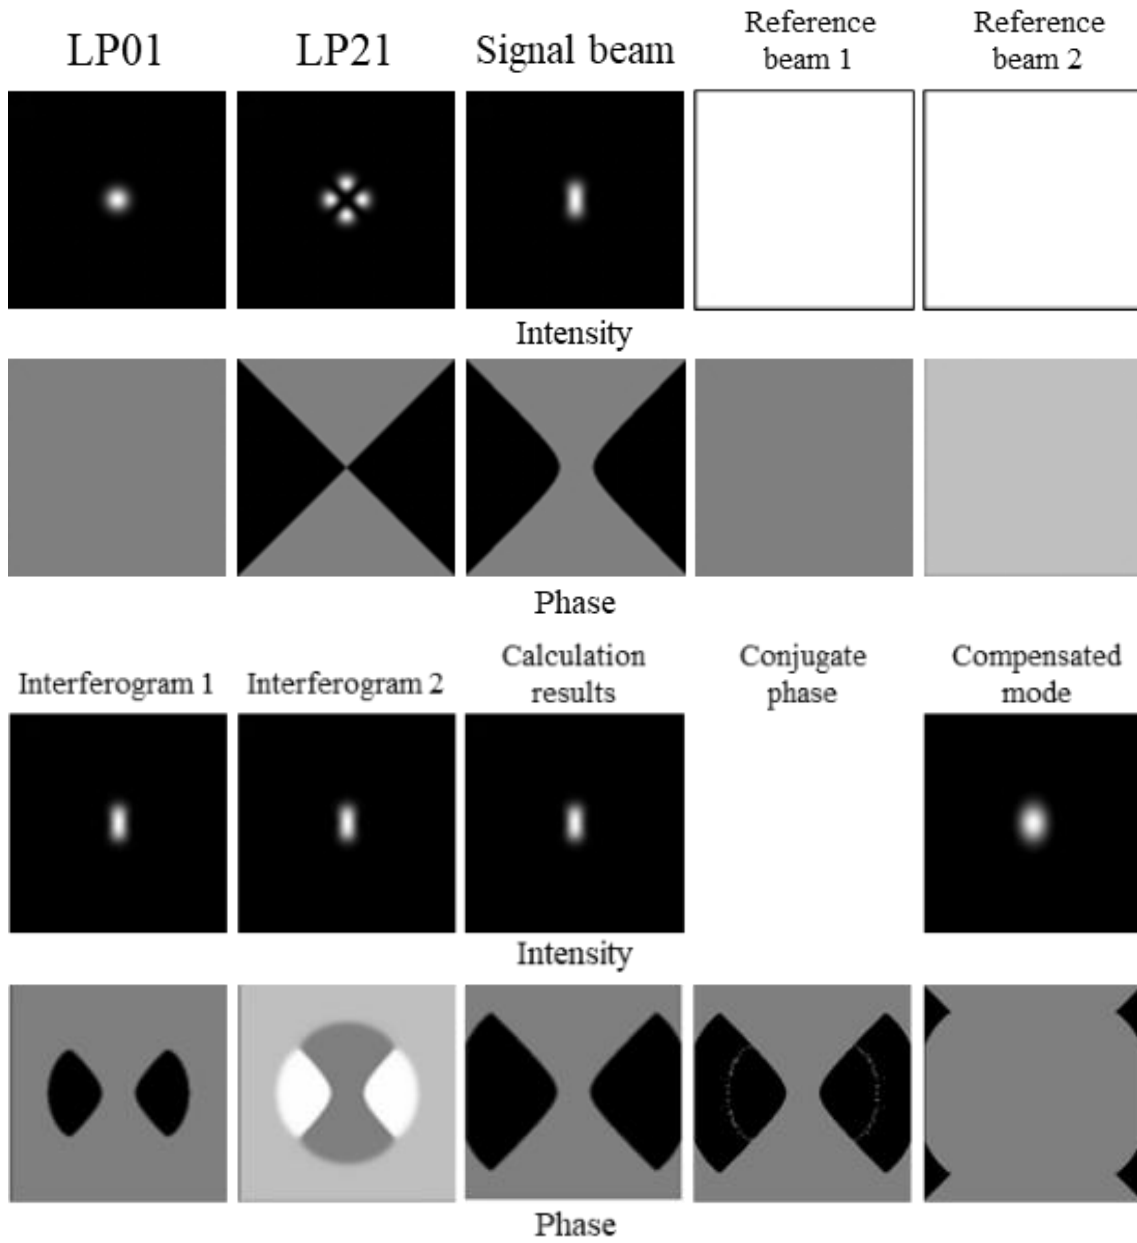 LP01
LP21
Signal beam
Reference
beam 1
Reference
beam 2
Intensity
Phase
Interferogram 1
Interferogram 2
Calculation
results
Conjugate
phase
Compensated
mode
Intensity
Phase